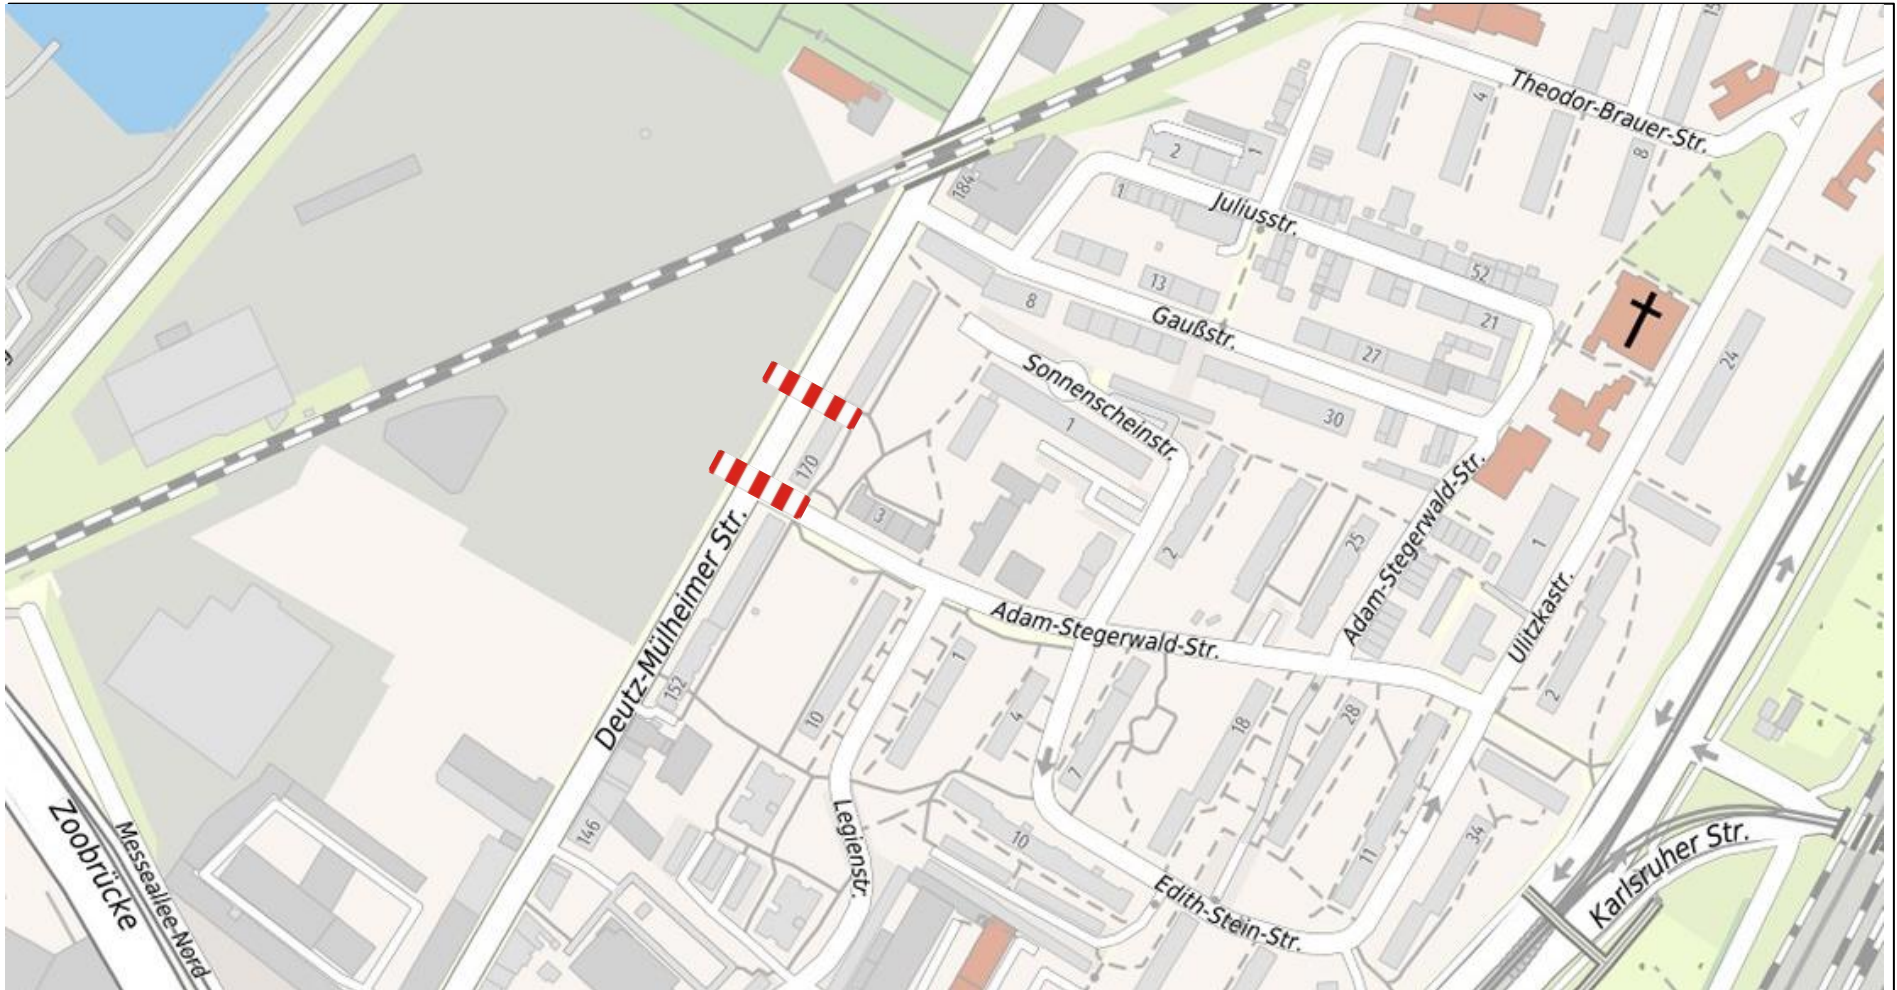 15
Theodor-Brauer-Str.
4
8
2
1
184
1
Juliusstr.
52
13
8
Gaußstr.
21
27
24
Sonnenscheinstr.
1
30
170
3
2
25
1
Adam-Stegerwald-Str.
Deutz-Mülheimer Str.
Adam-Stegerwald-Str.
Ulitzkastr.
152
10
1
4
7
18
28
2
146
Legienstr.
10
11
34
Zoobrücke
Messeallee-Nord
Karlsruher Str.
Edith-Stein-Str.